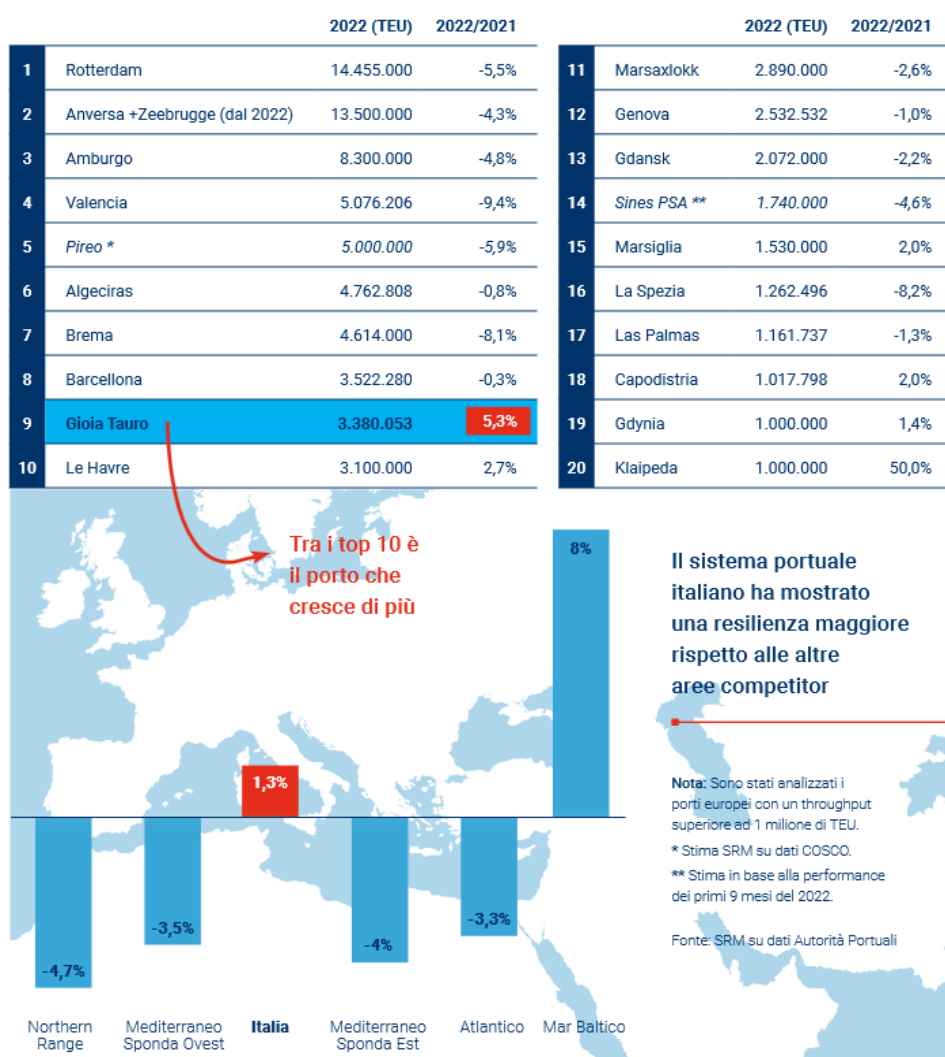 2022 (TEU) 2022/2021
1 Rotterdam 14.455.000 -5,5%
2 Anversa +Zeebrugge (dal 2022) 13.500.000 -4,3%
3 Amburgo 8.300.000 -4,8%
4 Valencia 5.076.206 -9,4%
5 Pireo * 5.000.000 -5,9%
6 Algeciras 4.762.808 -0,8%
7 Brema 4.614.000 -8,1%
8 Barcellona 3.522.280 -0,3%
9 Gioia Tauro 3.380.053 5,3%
10 Le Havre 3.100.000 2,7%
2022 (TEU) 2022/2021
11 Marsaxlokk 2.890.000 -2,6%
12 Genova 2.532.532 -1,0%
13 Gdansk 2.072.000 -2,2%
14 Sines PSA ** 1.740.000 -4,6%
15 Marsiglia 1.530.000 2,0%
16 La Spezia 1.262.496 -8,2%
17 Las Palmas 1.161.737 -1,3%
18 Capodistria 1.017.798 2,0%
19 Gdynia 1.000.000 1,4%
20 Klaipeda 1.000.000 50,0%
Tra i top 10 è
il porto che
cresce di più
8%
1,3%
-4,7%
-3,5%
-4%
-3,3%
Northern
Range
Mediterraneo
Sponda Ovest
Italia
Mediterraneo
Sponda Est
Atlantico
Mar Baltico
Il sistema portuale
italiano ha mostrato
una resilienza maggiore
rispetto alle altre
aree competitor
Nota: Sono stati analizzati i
porti europei con un throughput
superiore ad 1 milione di TEU.
* Stima SRM su dati COSCO.
** Stima in base alla performance
dei primi 9 mesi del 2022.
Fonte: SRM su dati Autorità Portuali